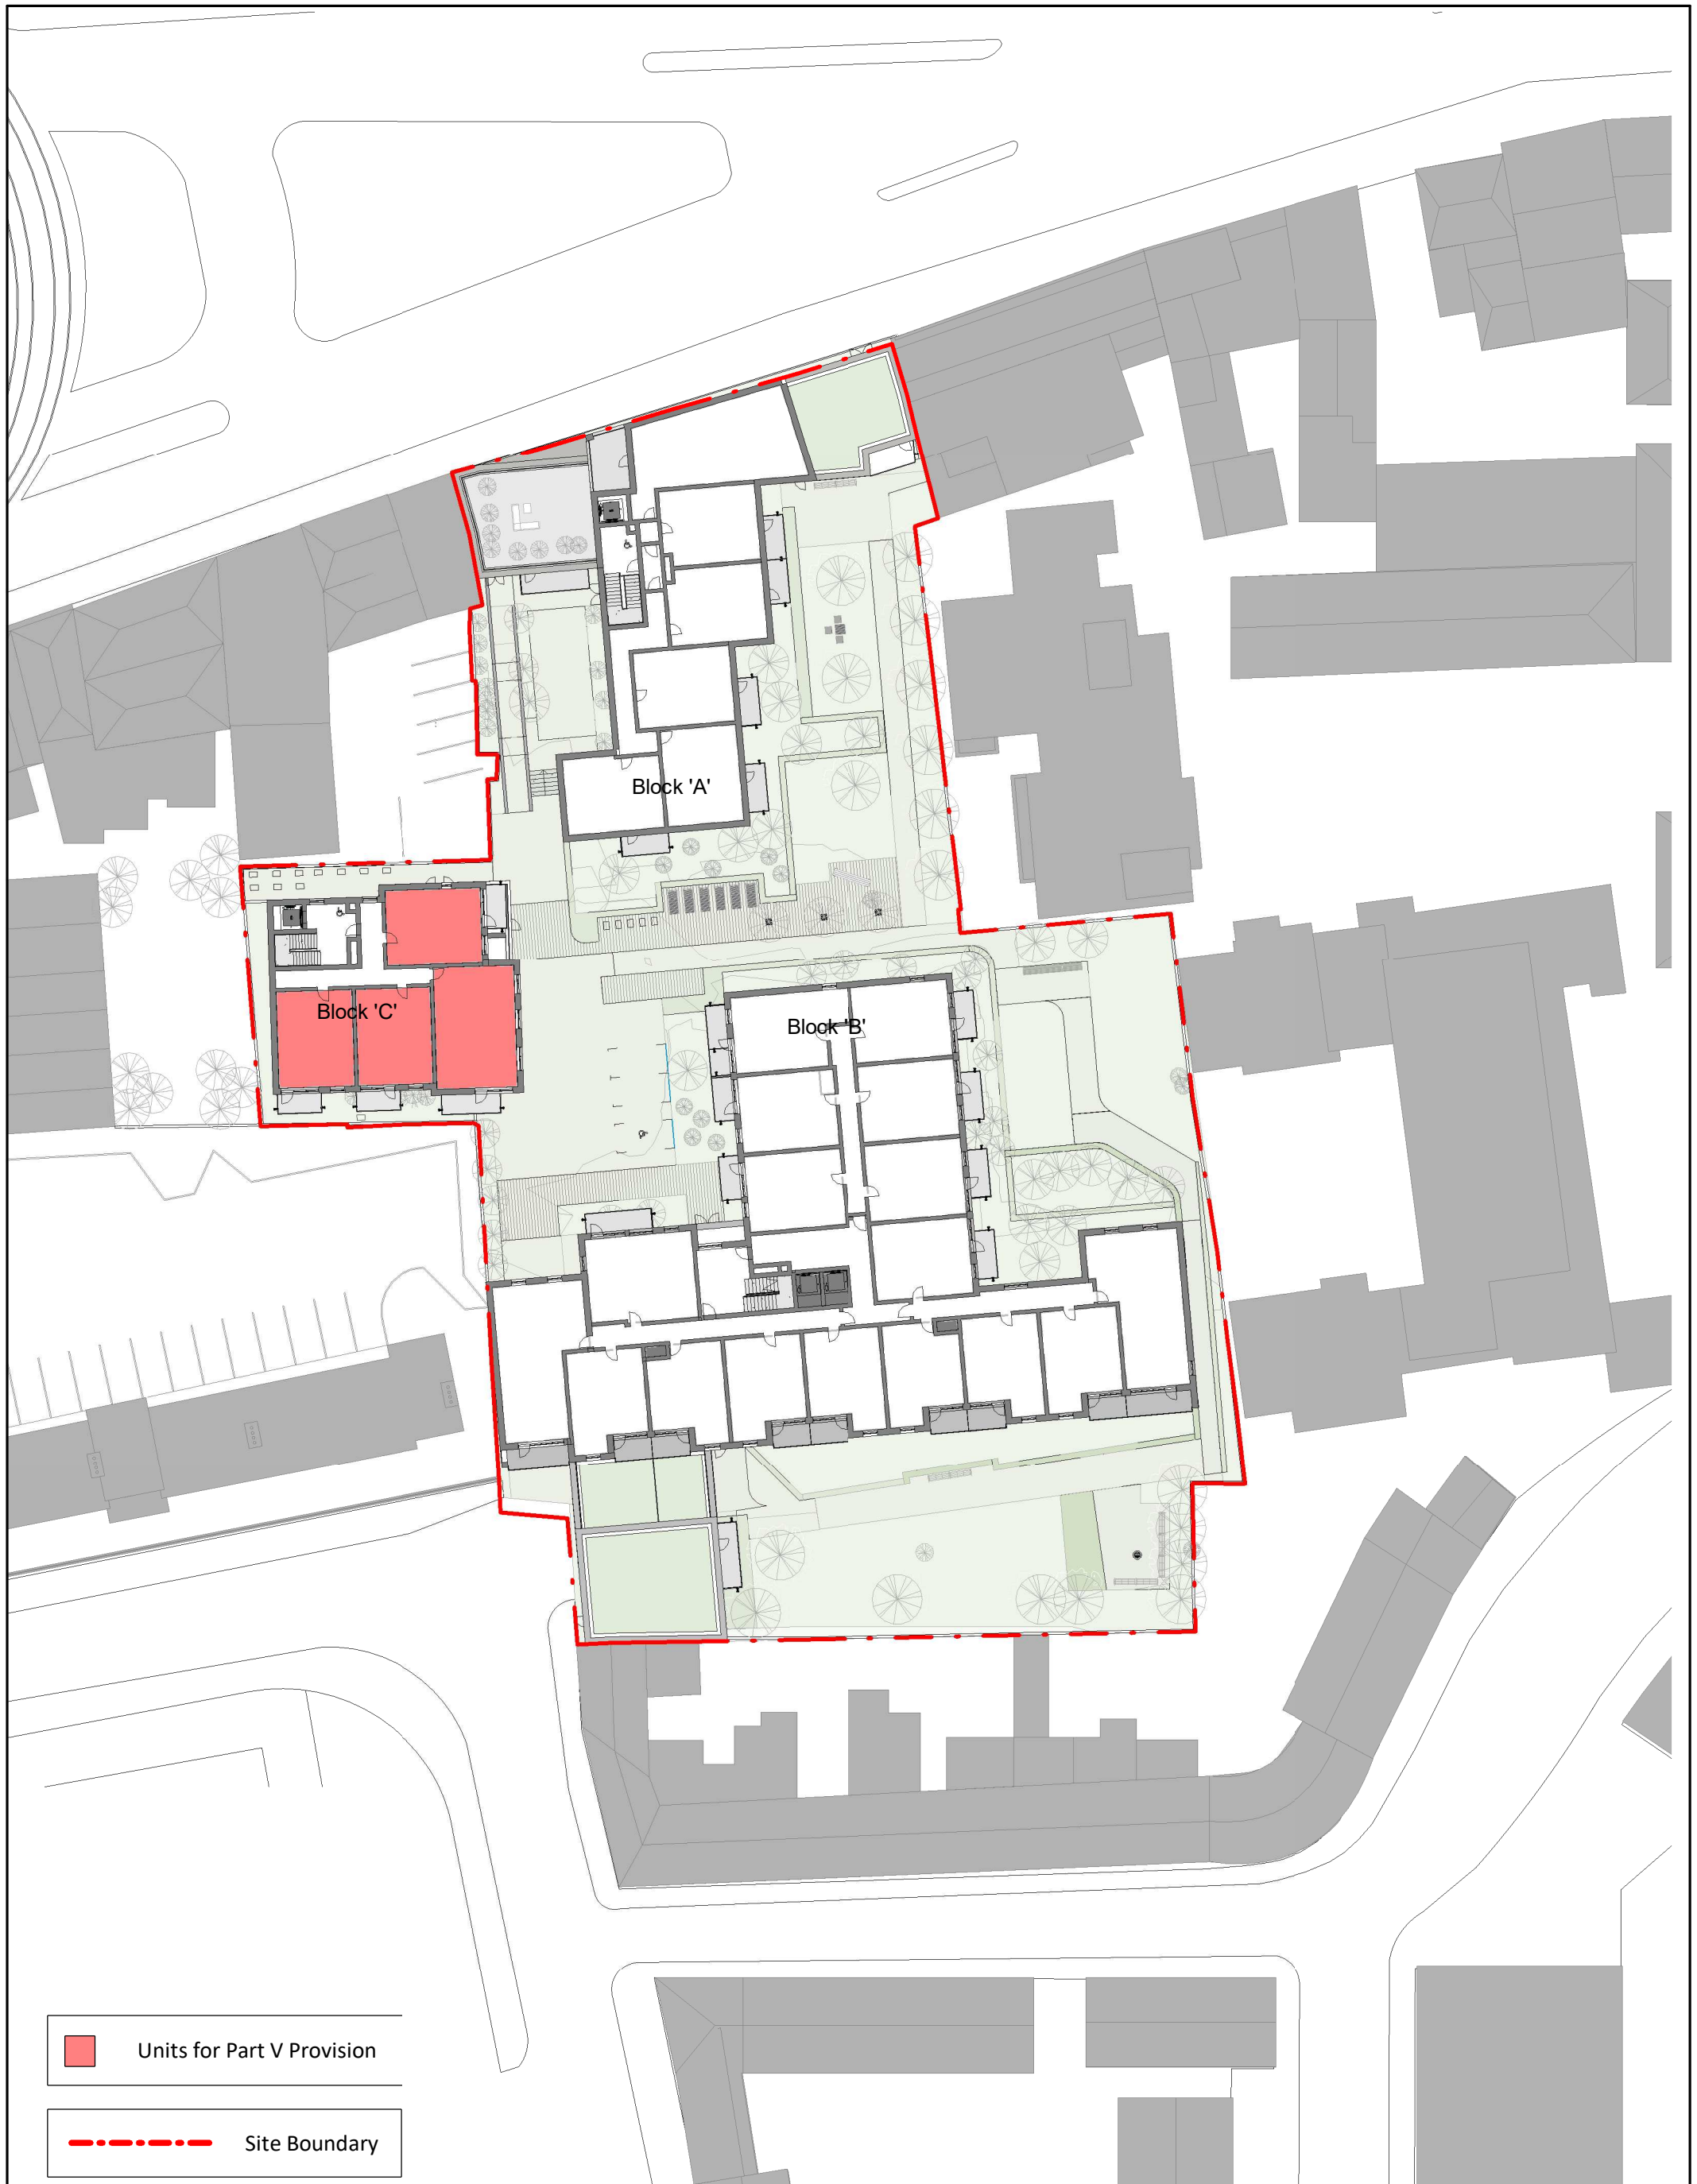 Block 'A'
Block 'C'
Block 'B'
Units for Part V Provision
Site Boundary